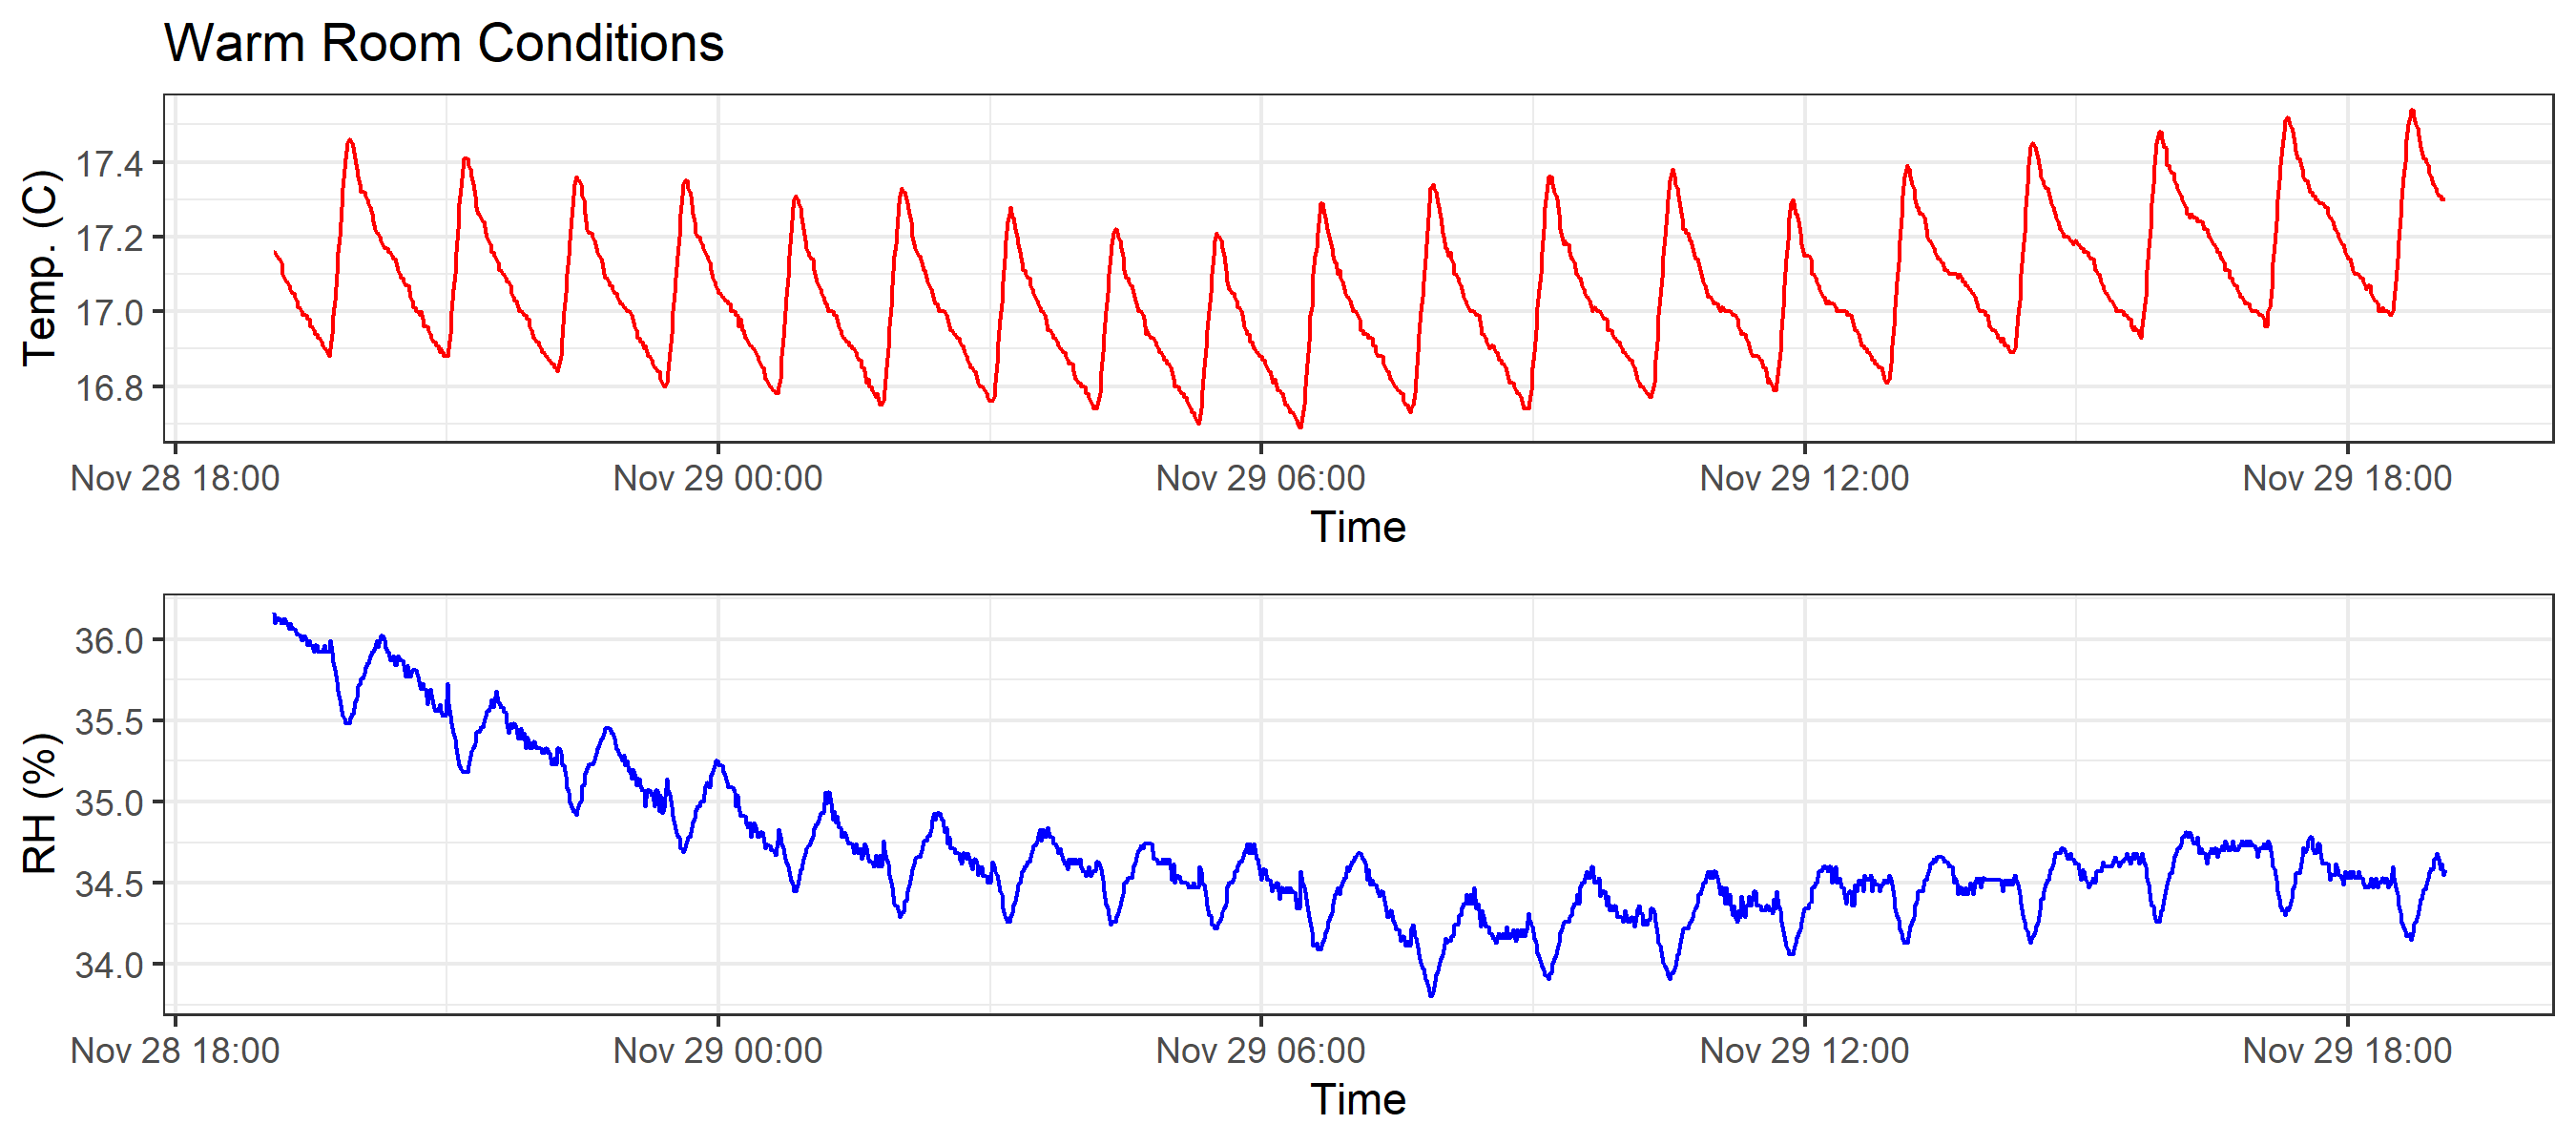 Warm Room Conditions
Temp. (C)
17.4
17.2
17.0
16.8
Nov 28 18:00 Nov 29 00:00 Nov 29 06:00 Nov 29 12:00 Nov 29 18:00
Time
RH (%)
36.0
35.5
35.0
34.5
34.0
Nov 28 18:00 Nov 29 00:00 Nov 29 06:00 Nov 29 12:00 Nov 29 18:00
Time